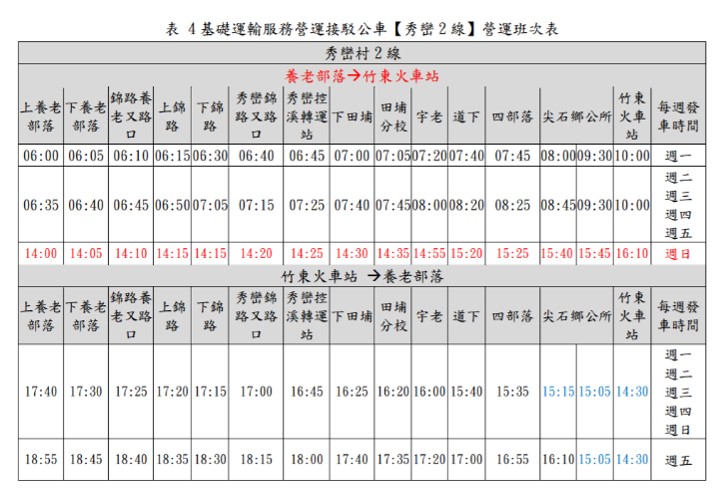 表 4 基礎運輸服務營運接駁公車【秀巒 2 線】營運班次表
秀巒村 2 線
養老部落→竹東火車站
上養老部落 下養老部落 錦路養老叉路口 上錦路 下錦路 秀巒錦路叉路口 秀巒控溪轉運站 下田埔 田埔分校 宇老 道下 四部落 尖石鄉公所 竹東火車站 每週發車時間
06:00 06:05 06:10 06:15 06:30 06:40 06:45 07:00 07:05 07:20 07:40 07:45 08:00 09:30 10:00 週一
06:35 06:40 06:45 06:50 07:05 07:15 07:25 07:40 07:45 08:00 08:20 08:25 08:45 09:30 10:00 週二 週三 週四 週五
14:00 14:05 14:10 14:15 14:15 14:20 14:25 14:30 14:35 14:55 15:20 15:25 15:40 15:45 16:10 週日
竹東火車站 →養老部落
上養老部落 下養老部落 錦路養老叉路口 上錦路 下錦路 秀巒錦路叉路口 秀巒控溪轉運站 下田埔 田埔分校 宇老 道下 四部落 尖石鄉公所 竹東火車站 每週發車時間
17:40 17:30 17:25 17:20 17:15 17:00 16:45 16:25 16:20 16:00 15:40 15:35 15:15 15:05 14:30 週一 週二 週三 週四 週日
18:55 18:45 18:40 18:35 18:30 18:15 18:00 17:40 17:35 17:20 17:00 16:55 16:10 15:05 14:30 週五